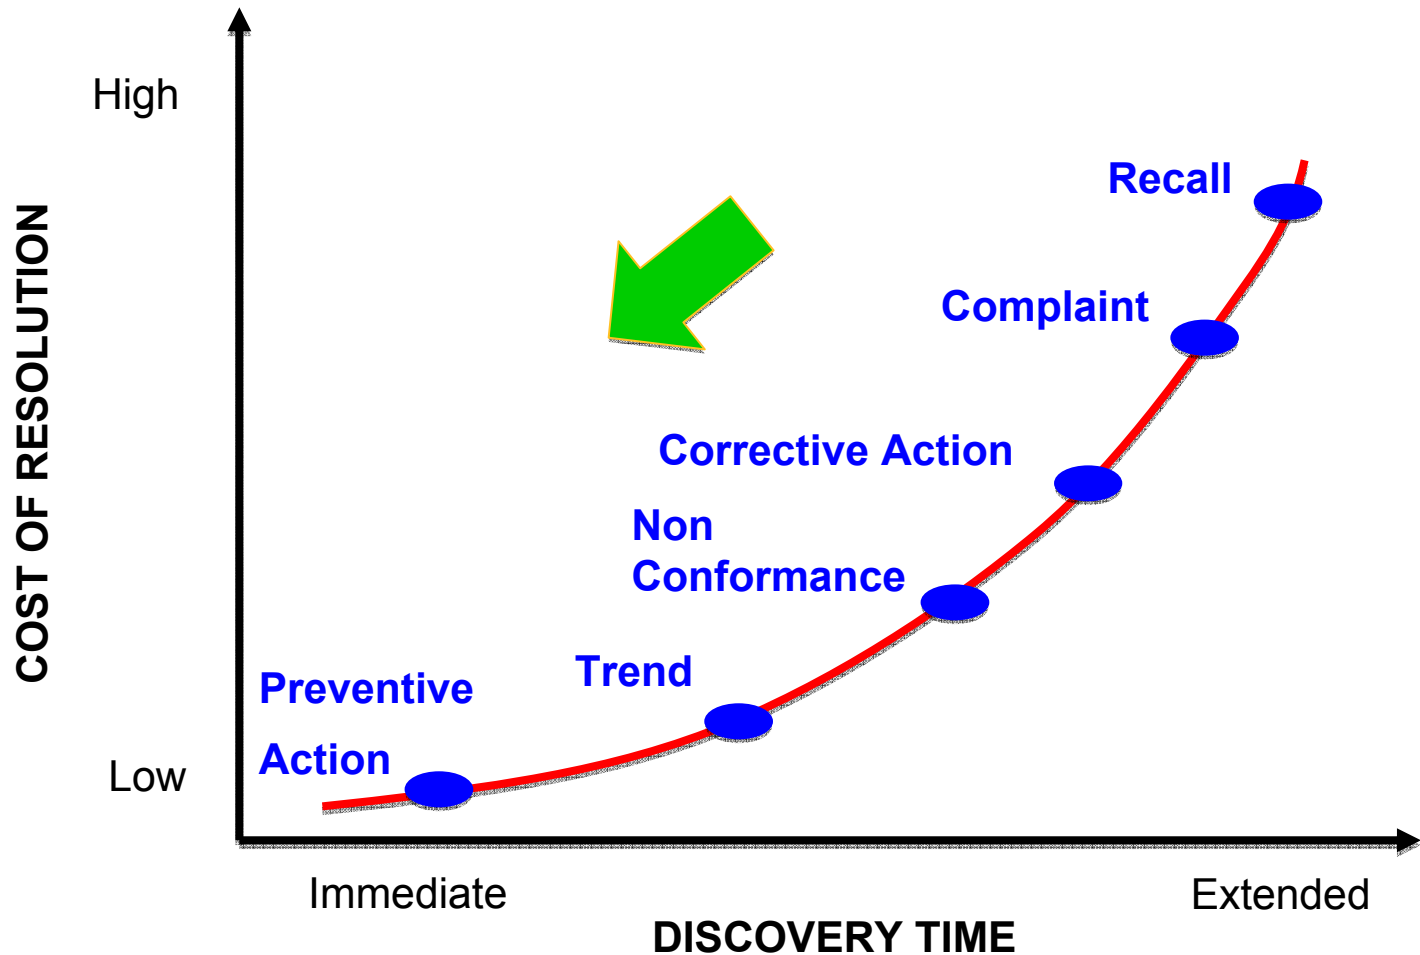 High
Recall
Complaint
Corrective Action
Non
Conformance
Trend
Preventive
Action
Low
COST OF RESOLUTION
Immediate
Extended
DISCOVERY TIME